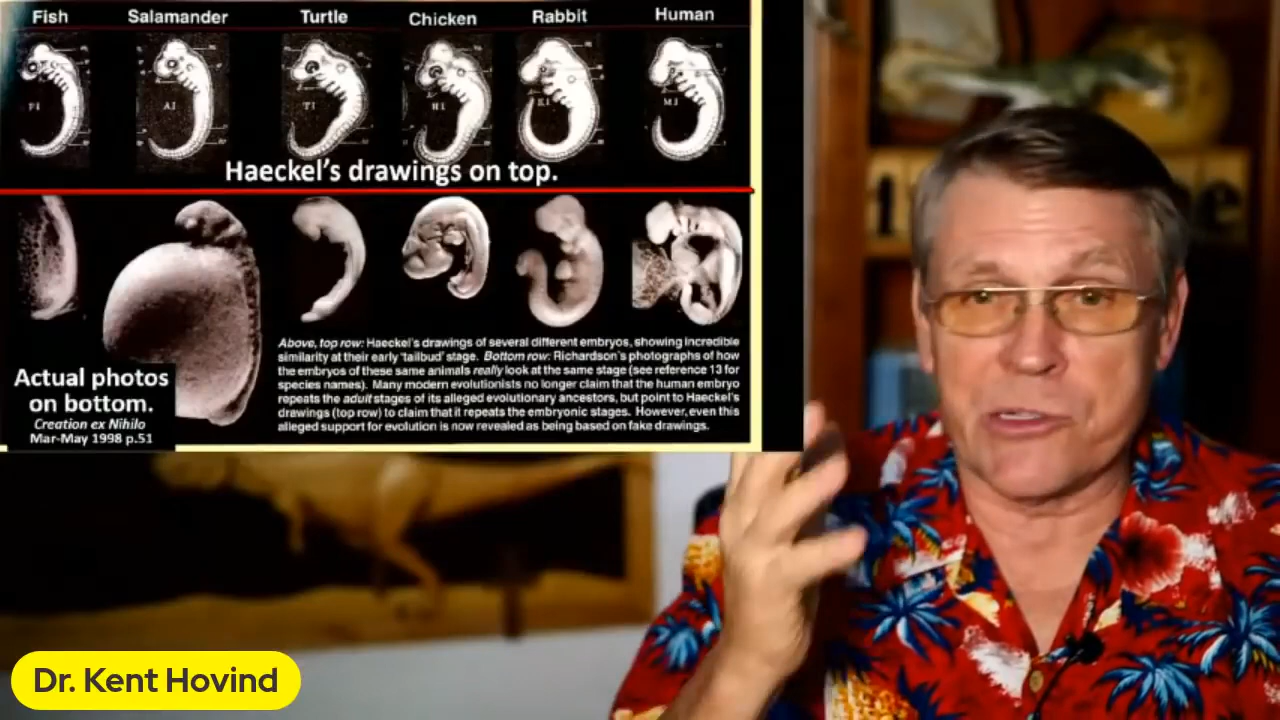 Fish Salamander Turtle Chicken Rabbit Human
AI TI HI MI
Haeckel's drawings on top.
Above, top row: Haeckel's drawings of several different embryos, showing incredible
similarity at their early 'tailbud' stage. Bottom row: Richardson's photographs of how
the embryos of these same animals really look at the same stage (see reference 13 for
species names). Many modern evolutionists no longer claim that the human embryo
repeats the adult stages of its alleged evolutionary ancestors, but point to Haeckel's
drawings (top row) to claim that it repeats the embryonic stages. However, even this
alleged support for evolution is now revealed as being based on fake drawings.
Actual photos
on bottom.
Creation ex Nihilo
Mar-May 1998 p.51
Dr. Kent Hovind